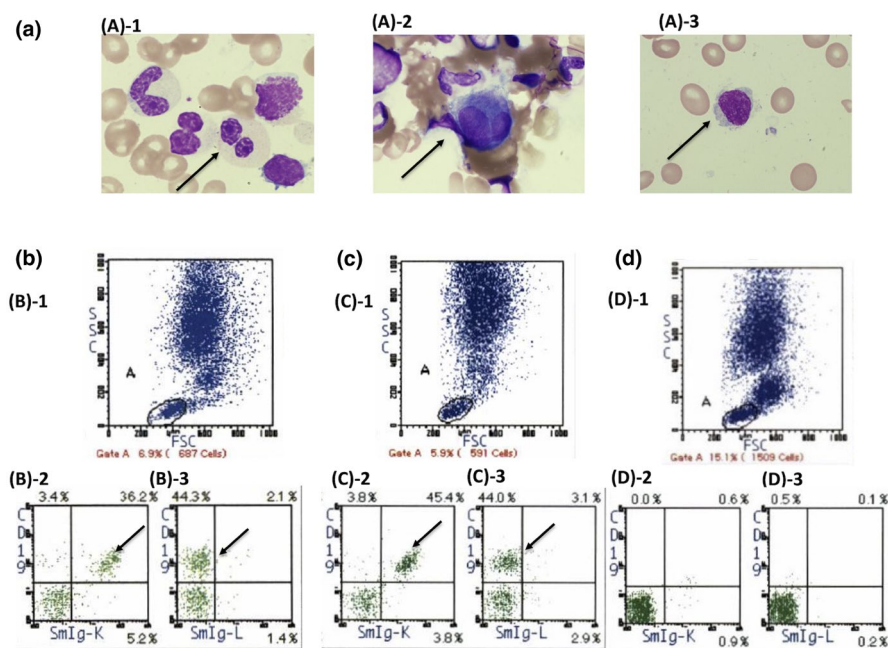 (a)
(A)-1
(A)-2
(A)-3
(b)
(c)
(d)
(B)-1
(C)-1
(D)-1
SSC
A
FSC
Gate A 6.9% ( 687 Cells)
SSC
A
FSC
Gate A 5.9% ( 591 Cells)
SSC
A
FSC
Gate A 15.1% ( 1509 Cells)
(B)-2
(B)-3
(C)-2
(C)-3
(D)-2
(D)-3
3.4%
36.2%
44.3%
2.1%
3.8%
45.4%
44.0%
3.1%
0.0%
0.6%
0.5%
0.1%
CD19
CD19
CD19
SmIg-K
SmIg-L
SmIg-K
SmIg-L
SmIg-K
SmIg-L
5.2%
1.4%
3.8%
2.9%
0.9%
0.2%